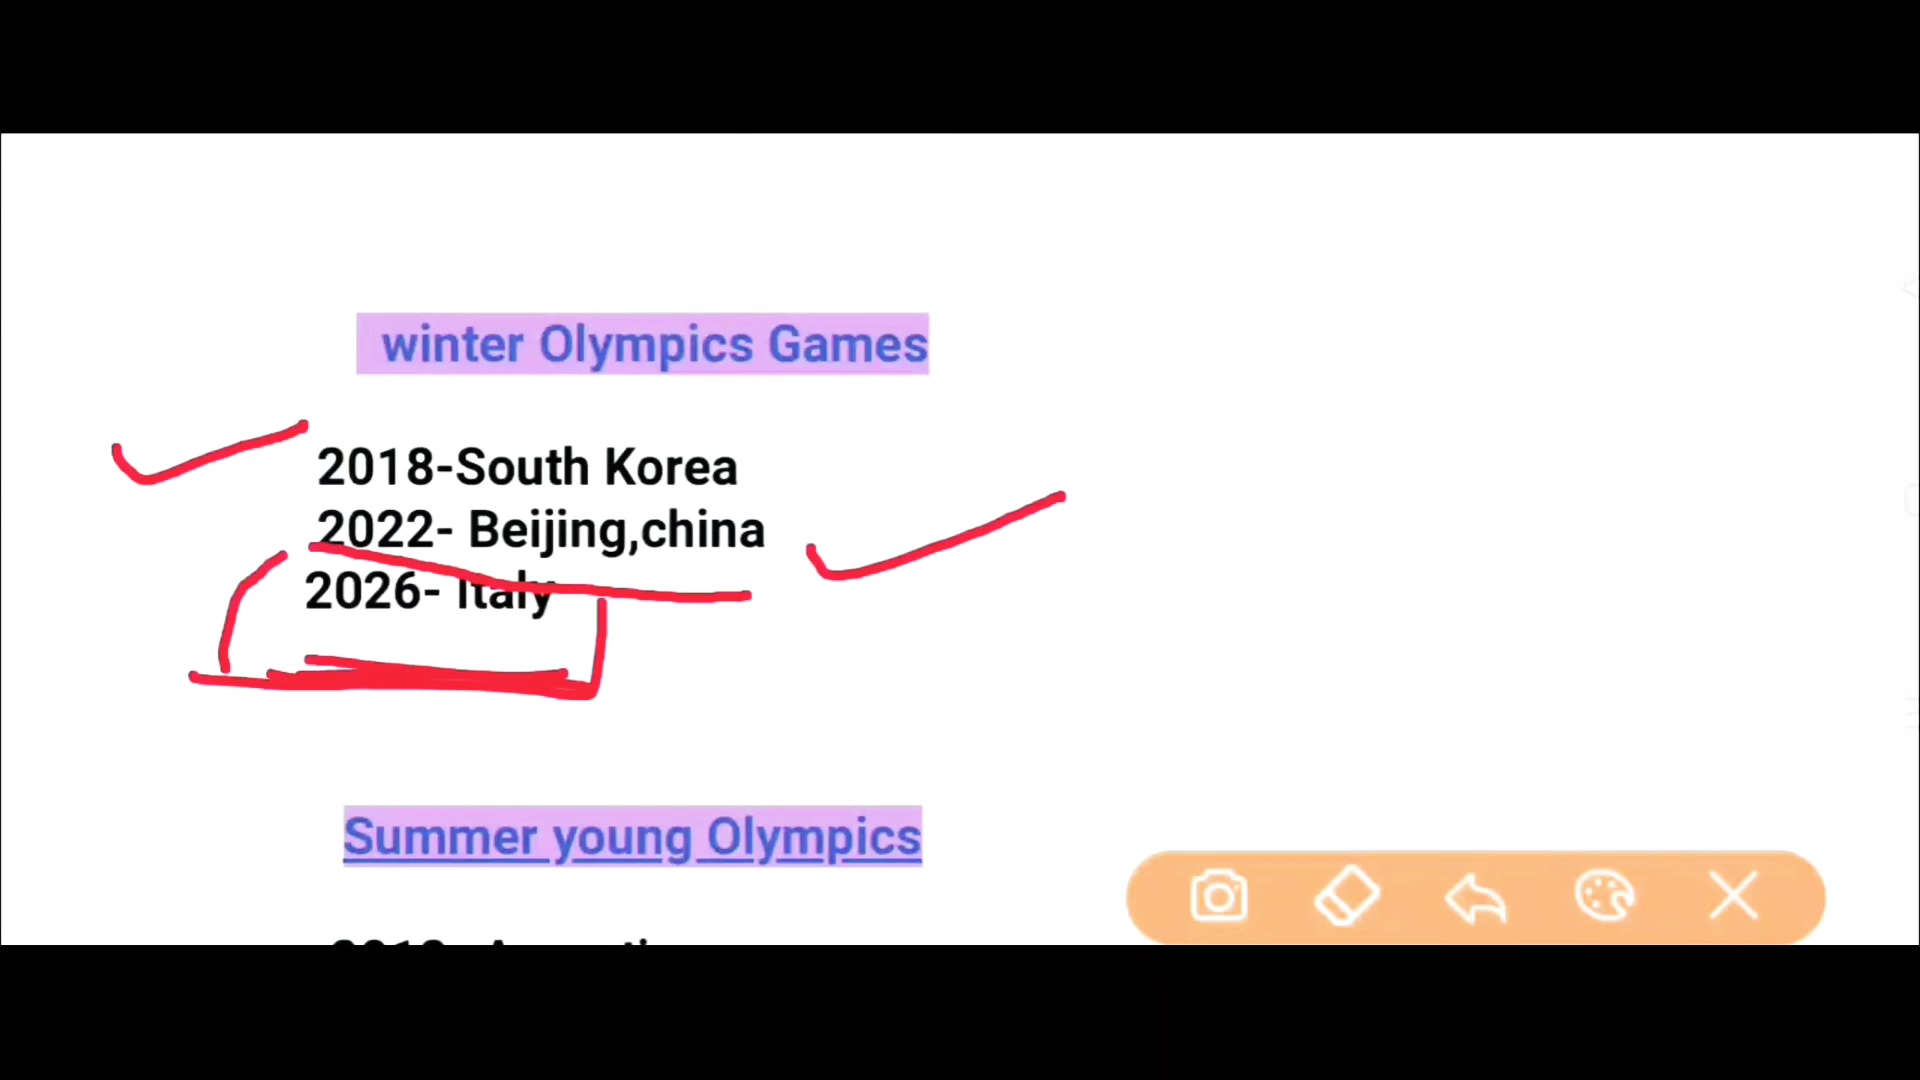 winter Olympics Games
2018-South Korea
2022- Beijing,china
2026- Italy
Summer young Olympics